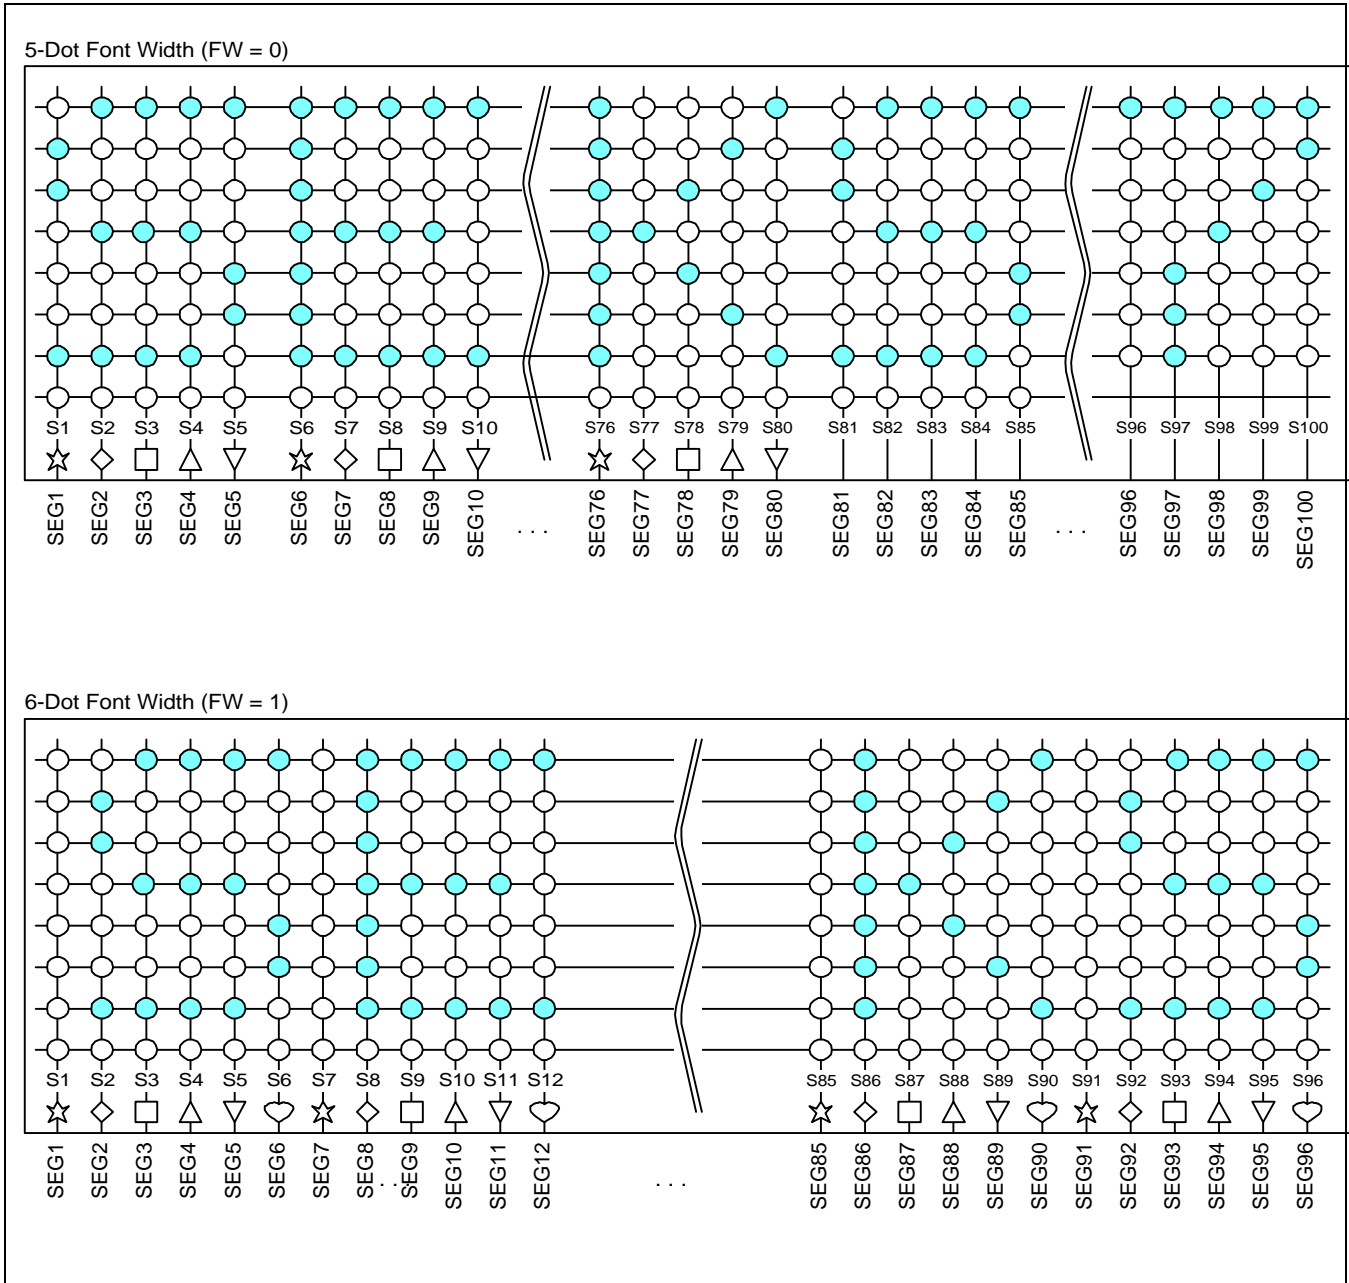 5-Dot Font Width (FW = 0)
S1 S2 S3 S4 S5 S6 S7 S8 S9 S10 S76 S77 S78 S79 S80 S81 S82 S83 S84 S85 S96 S97 S98 S99 S100
SEG1 SEG2 SEG3 SEG4 SEG5 SEG6 SEG7 SEG8 SEG9 SEG10 . . . SEG76 SEG77 SEG78 SEG79 SEG80 SEG81 SEG82 SEG83 SEG84 SEG85 . . . SEG96 SEG97 SEG98 SEG99 SEG100
6-Dot Font Width (FW = 1)
S1 S2 S3 S4 S5 S6 S7 S8 S9 S10 S11 S12 S85 S86 S87 S88 S89 S90 S91 S92 S93 S94 S95 S96
SEG1 SEG2 SEG3 SEG4 SEG5 SEG6 SEG7 SEG8 . . . SEG9 SEG10 SEG11 SEG12 . . . SEG85 SEG86 SEG87 SEG88 SEG89 SEG90 SEG91 SEG92 SEG93 SEG94 SEG95 SEG96